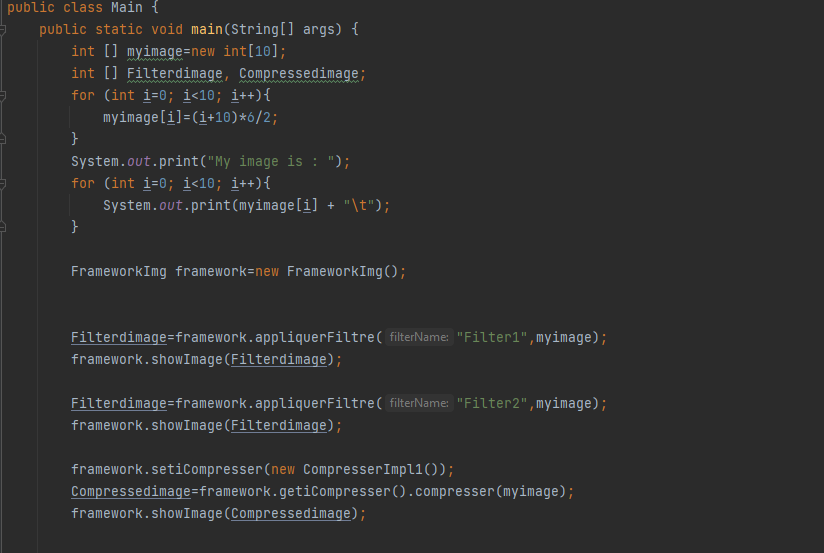 public class Main {
    public static void main(String[] args) {
        int [] myimage=new int[10];
        int [] Filterdimage, Compressedimage;
        for (int i=0; i<10; i++){
            myimage[i]=(i+10)*6/2;
        }
        System.out.print("My image is : ");
        for (int i=0; i<10; i++){
            System.out.print(myimage[i] + "\t");
        }
        FrameworkImg framework=new FrameworkImg();
        Filterdimage=framework.appliquerFiltre( filterName: "Filter1",myimage);
        framework.showImage(Filterdimage);
        Filterdimage=framework.appliquerFiltre( filterName: "Filter2",myimage);
        framework.showImage(Filterdimage);
        framework.setiCompresser(new CompresserImpl1());
        Compressedimage=framework.getiCompresser().compresser(myimage);
        framework.showImage(Compressedimage);